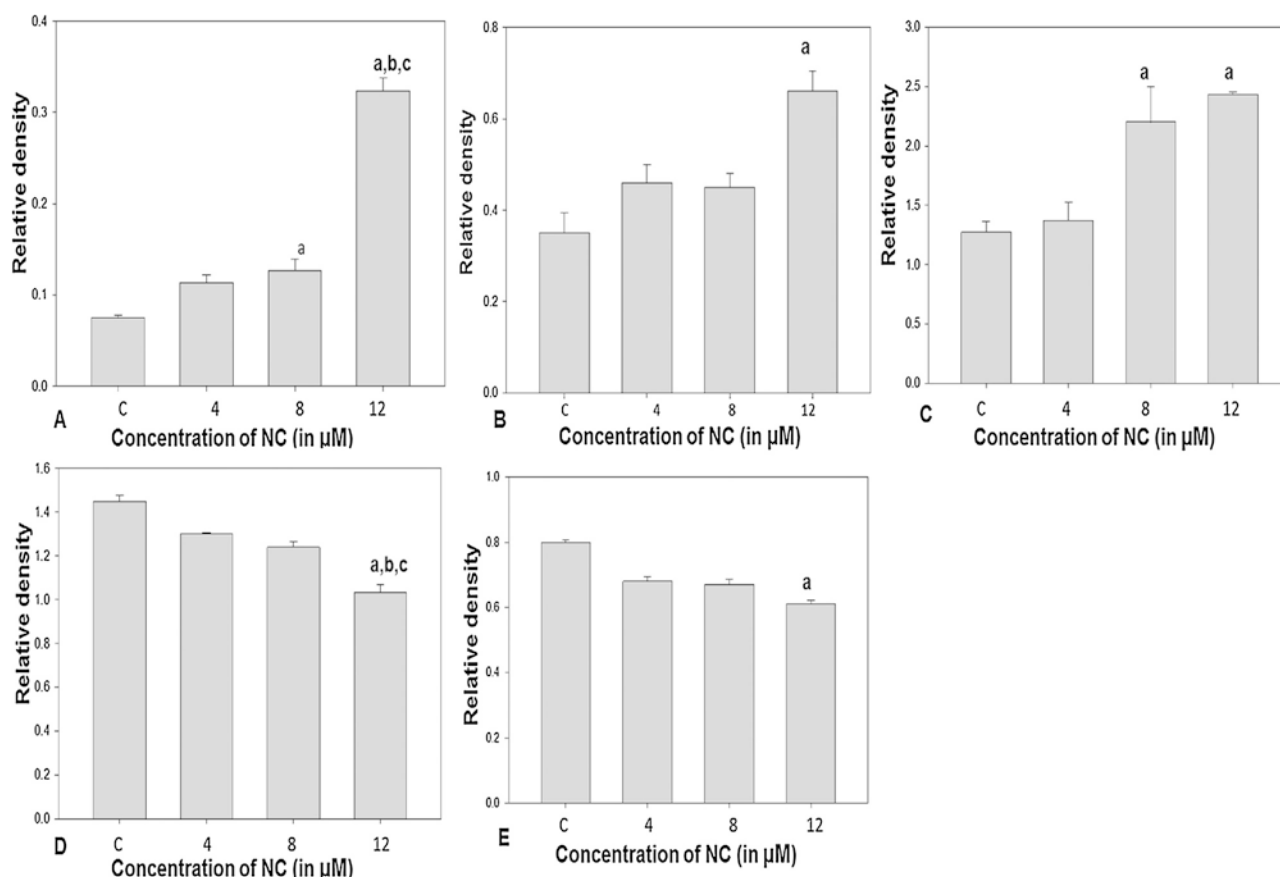 0.4
0.3
0.2
0.1
0.0
Relative density
a
a,b,c
C
4
8
12
A
Concentration of NC (in µM)
0.8
0.6
0.4
0.2
0.0
Relative density
a
C
4
8
12
B
Concentration of NC (in µM)
3.0
2.5
2.0
1.5
1.0
0.5
0.0
Relative density
a
a
C
4
8
12
C
Concentration of NC (in µM)
1.6
1.4
1.2
1.0
0.8
0.6
0.4
0.2
0.0
Relative density
a,b,c
C
4
8
12
D
Concentration of NC (in µM)
1.0
0.8
0.6
0.4
0.2
0.0
Relative density
a
C
4
8
12
E
Concentration of NC (in µM)